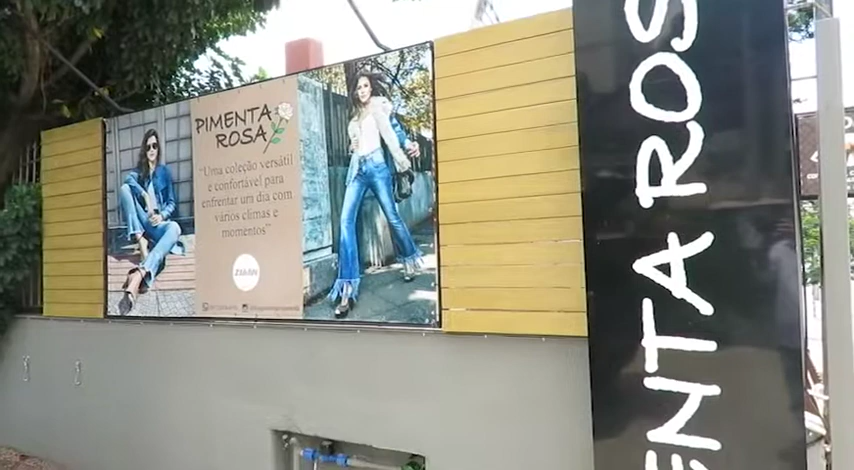 PIMENTA
ROSA
"Uma coleção versátil
e confortável para
enfrentar um dia com
vários climas e
momentos"
ENTA ROS